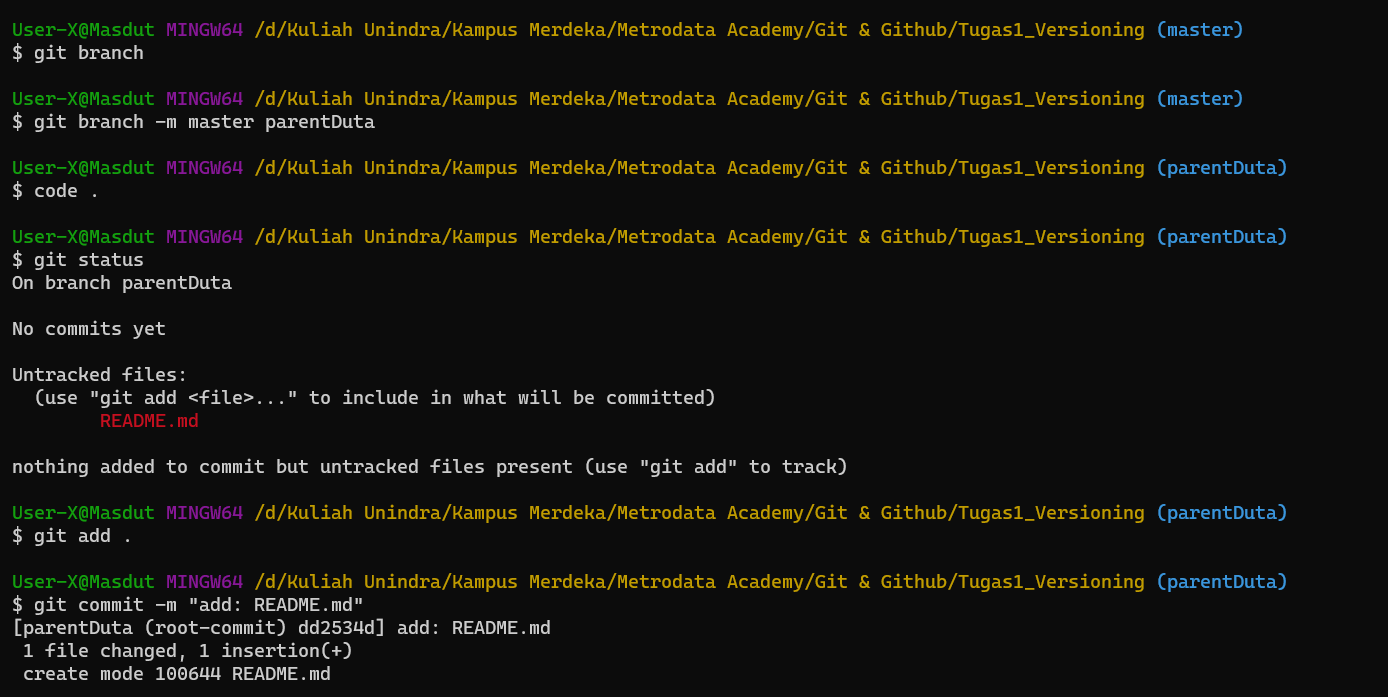 User-X@Masdut MINGW64 /d/Kuliah Unindra/Kampus Merdeka/Metrodata Academy/Git & Github/Tugas1_Versioning (master)
$ git branch

User-X@Masdut MINGW64 /d/Kuliah Unindra/Kampus Merdeka/Metrodata Academy/Git & Github/Tugas1_Versioning (master)
$ git branch -m master parentDuta

User-X@Masdut MINGW64 /d/Kuliah Unindra/Kampus Merdeka/Metrodata Academy/Git & Github/Tugas1_Versioning (parentDuta)
$ code .

User-X@Masdut MINGW64 /d/Kuliah Unindra/Kampus Merdeka/Metrodata Academy/Git & Github/Tugas1_Versioning (parentDuta)
$ git status
On branch parentDuta

No commits yet

Untracked files:
  (use "git add <file>..." to include in what will be committed)
        README.md

nothing added to commit but untracked files present (use "git add" to track)

User-X@Masdut MINGW64 /d/Kuliah Unindra/Kampus Merdeka/Metrodata Academy/Git & Github/Tugas1_Versioning (parentDuta)
$ git add .

User-X@Masdut MINGW64 /d/Kuliah Unindra/Kampus Merdeka/Metrodata Academy/Git & Github/Tugas1_Versioning (parentDuta)
$ git commit -m "add: README.md"
[parentDuta (root-commit) dd2534d] add: README.md
 1 file changed, 1 insertion(+)
 create mode 100644 README.md